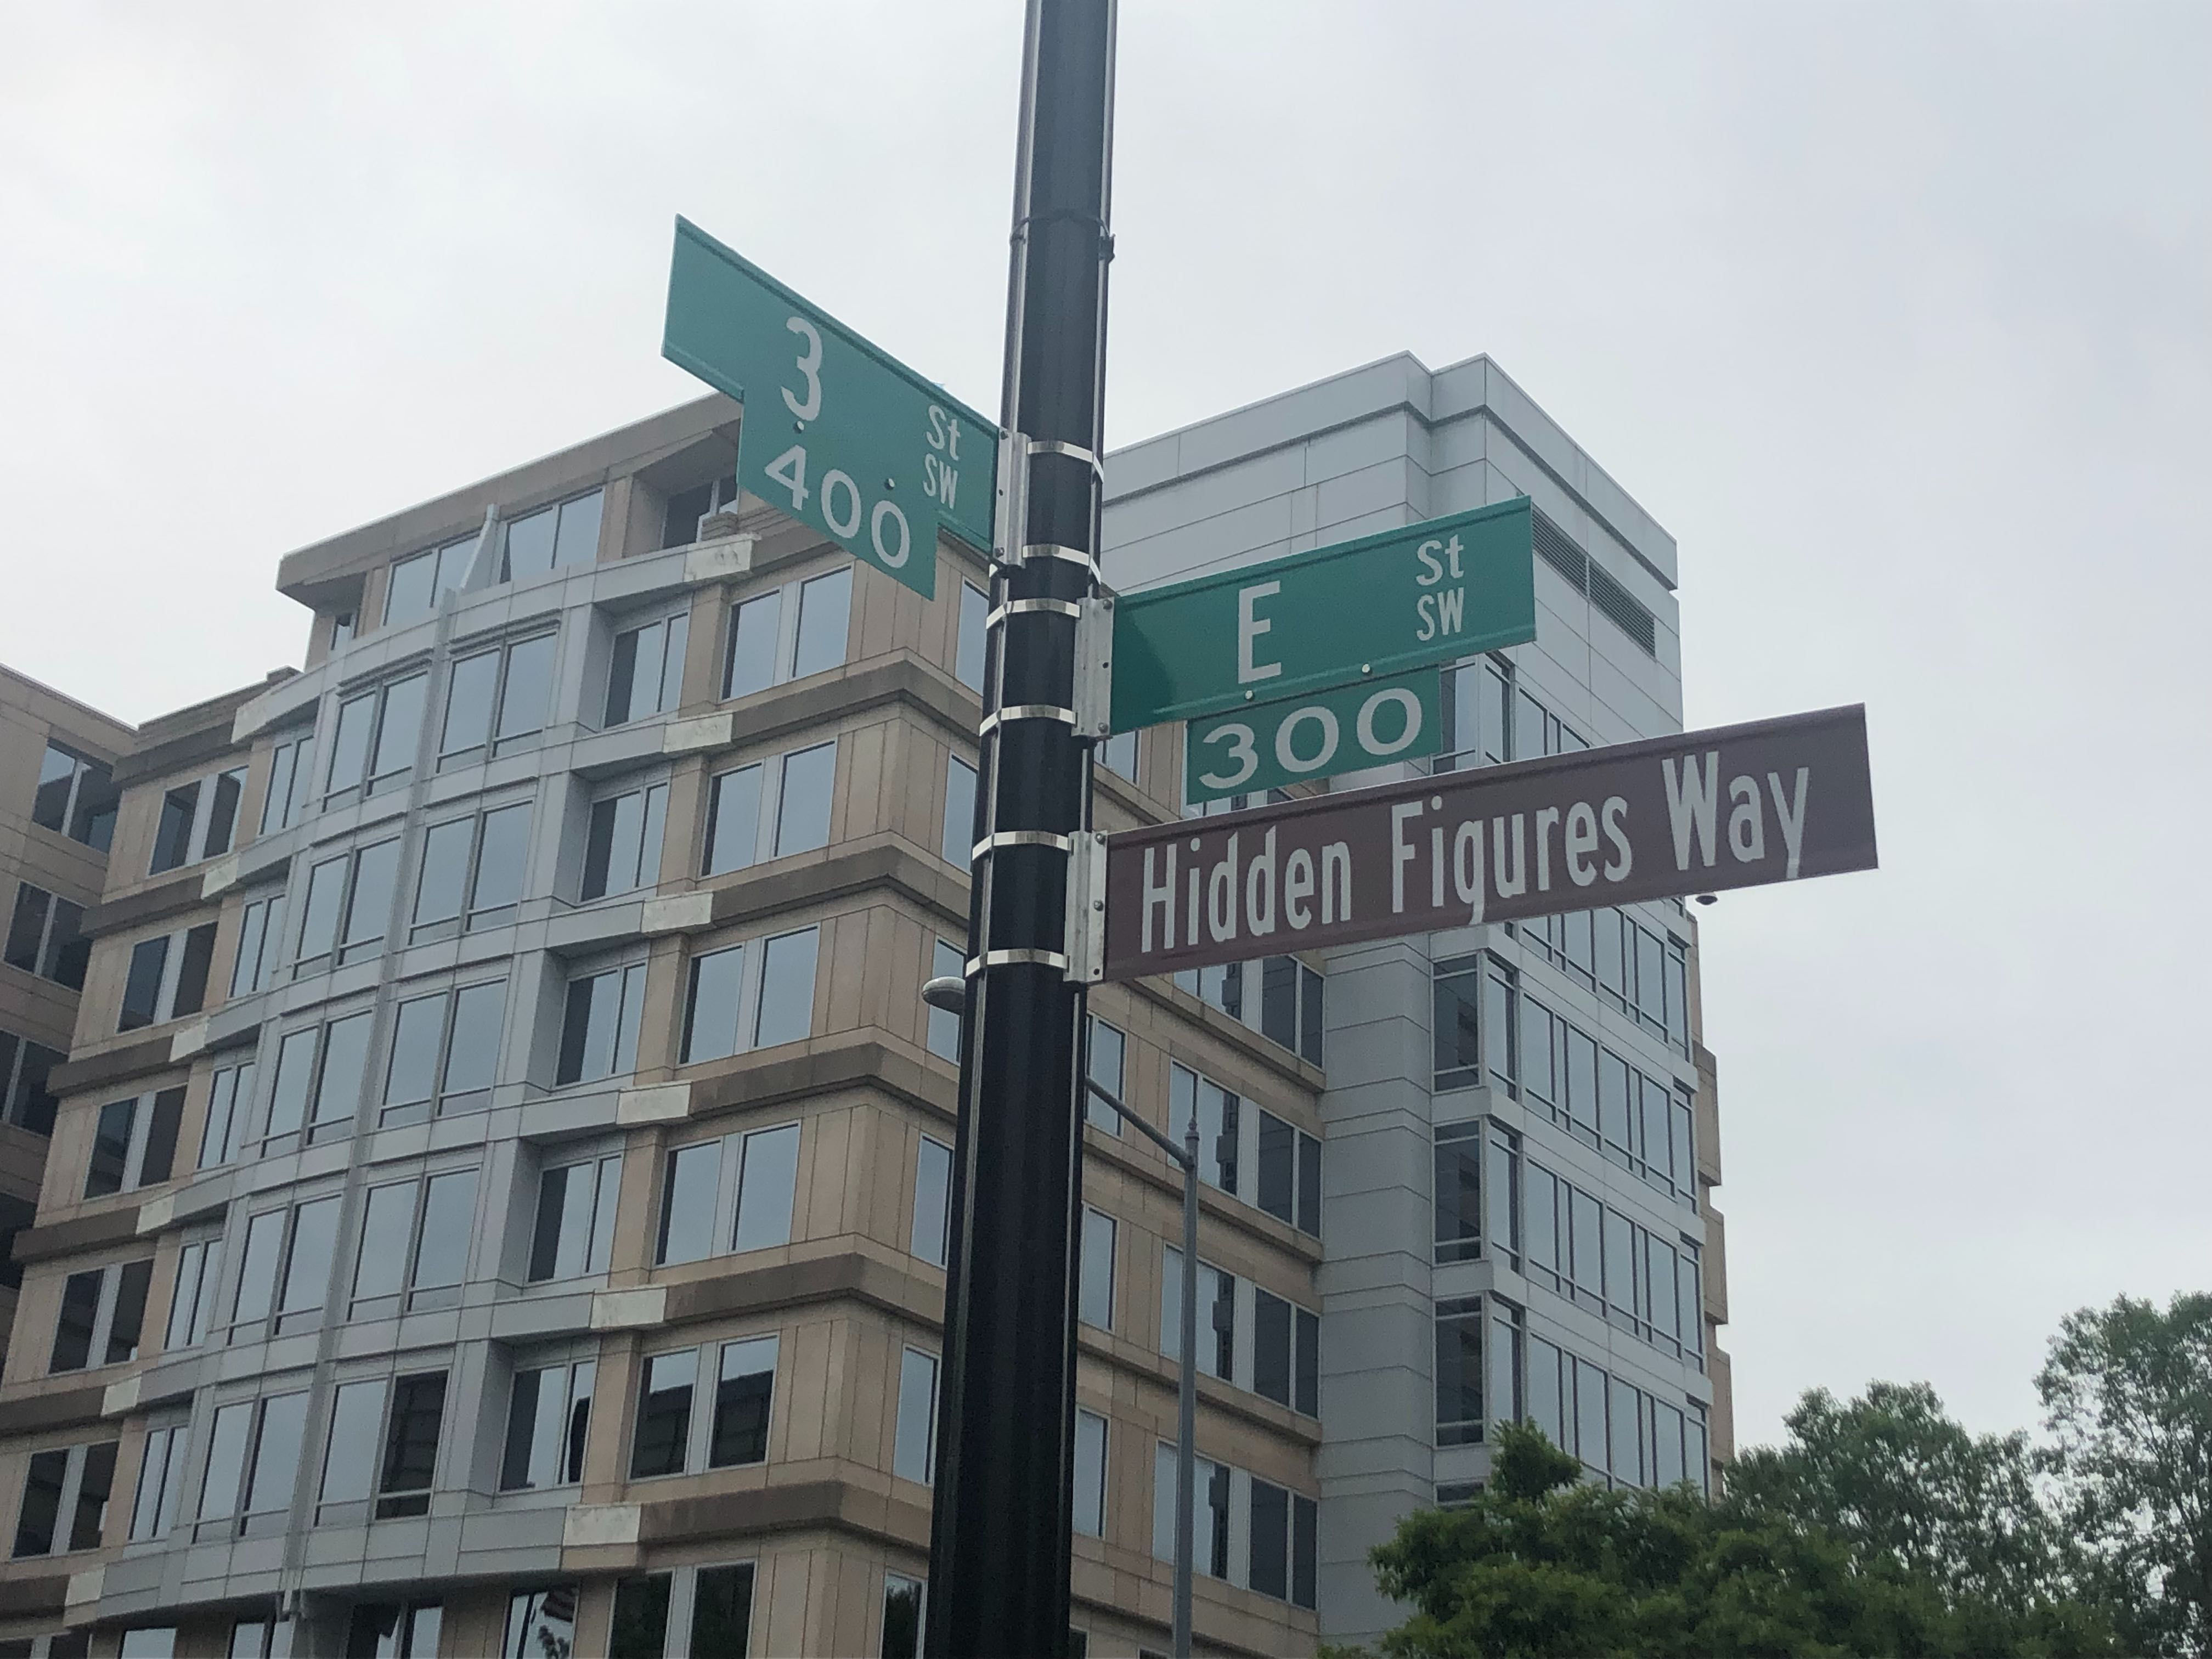 3 St
SW
400
E St
SW
300
Hidden Figures Way